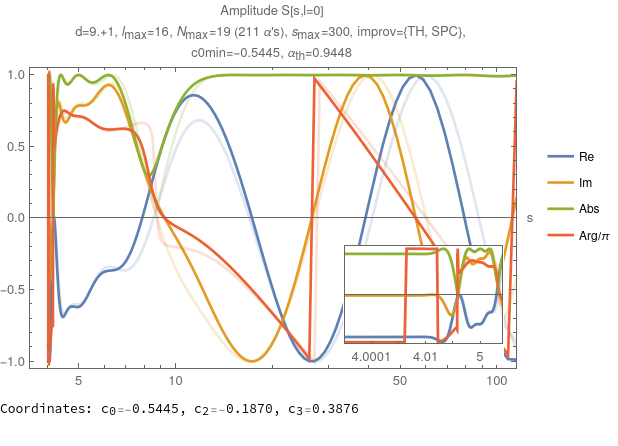 Amplitude S[s,l=0]
d=9.+1, lmax=16, Nmax=19 (211 α's), smax=300, improv={TH, SPC},
c0min=-0.5445, αth=0.9448
1.0
0.5
0.0
-0.5
-1.0
5
10
50
100
s
Re
Im
Abs
Arg/π
4.0001
4.01
5
Coordinates: c0=-0.5445, c2=-0.1870, c3=0.3876